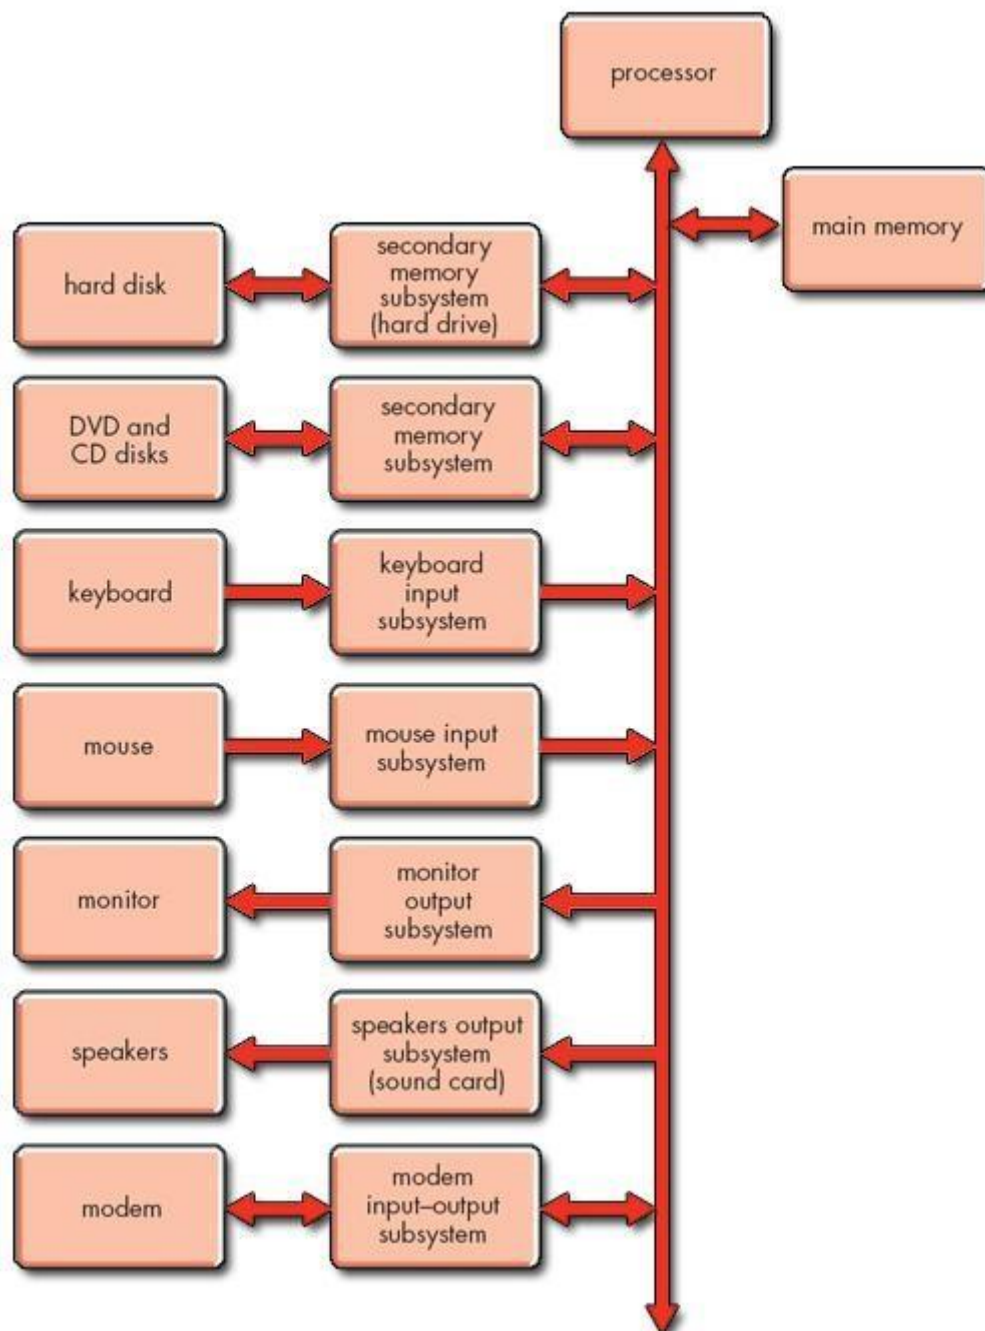 processor
main memory
hard disk
secondary
memory
subsystem
(hard drive)
DVD and
CD disks
secondary
memory
subsystem
keyboard
keyboard
input
subsystem
mouse
mouse input
subsystem
monitor
monitor
output
subsystem
speakers
speakers output
subsystem
(sound card)
modem
modem
input–output
subsystem